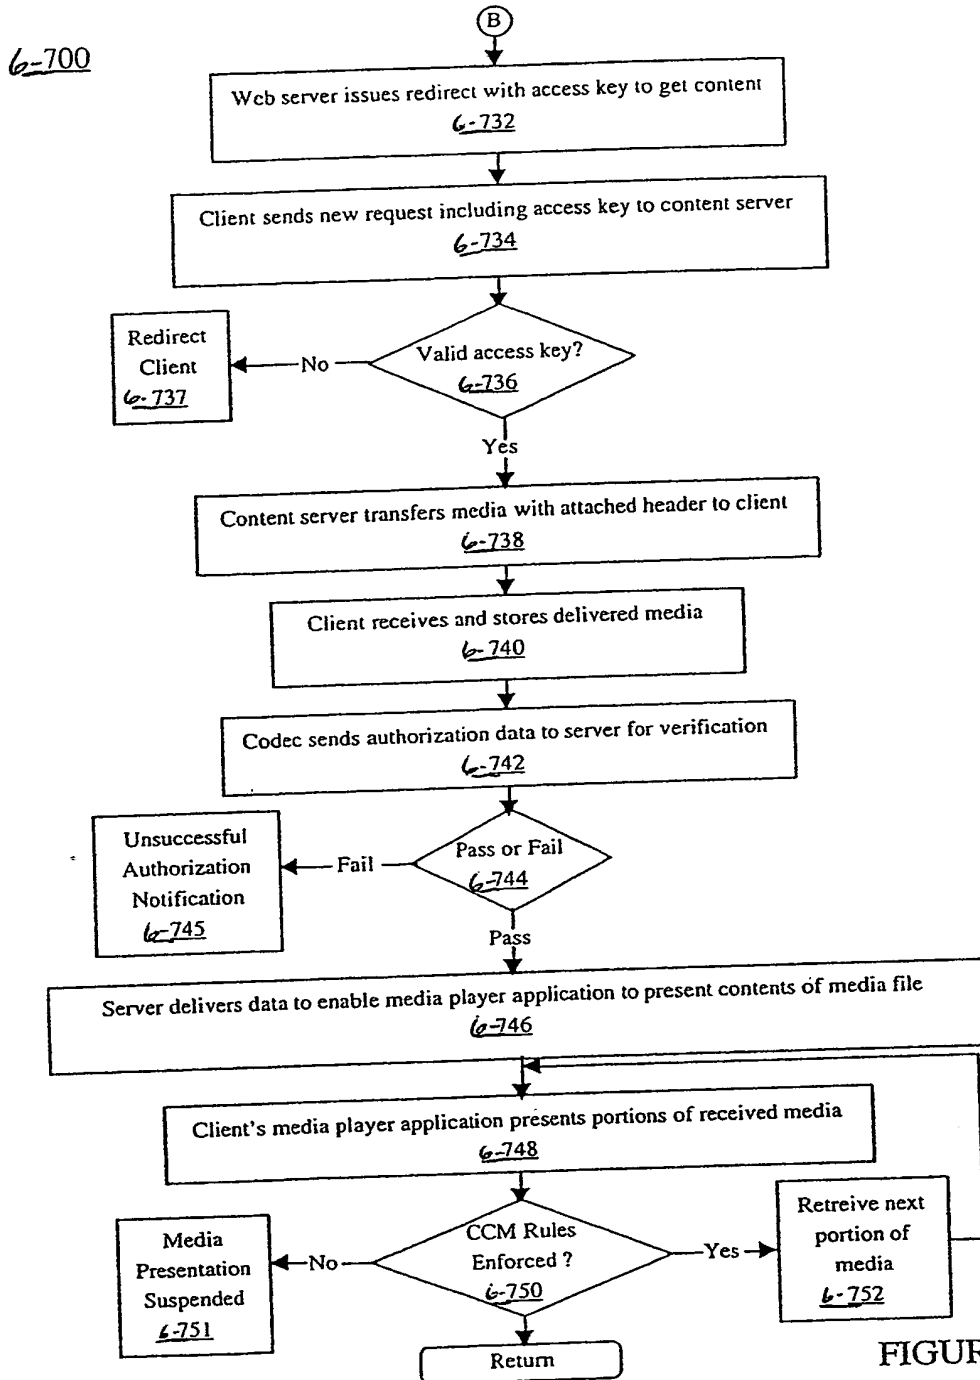 B
6-700
Web server issues redirect with access key to get content
6-732
Client sends new request including access key to content server
6-734
Redirect
Client
6-737
No
Valid access key?
6-736
Yes
Content server transfers media with attached header to client
6-738
Client receives and stores delivered media
6-740
Codec sends authorization data to server for verification
6-742
Unsuccessful
Authorization
Notification
6-745
Fail
Pass or Fail
6-744
Pass
Server delivers data to enable media player application to present contents of media file
6-746
Client's media player application presents portions of received media
6-748
Media
Presentation
Suspended
6-751
No
CCM Rules
Enforced ?
6-750
Yes
Retreive next
portion of
media
6-752
Return
FIGUR